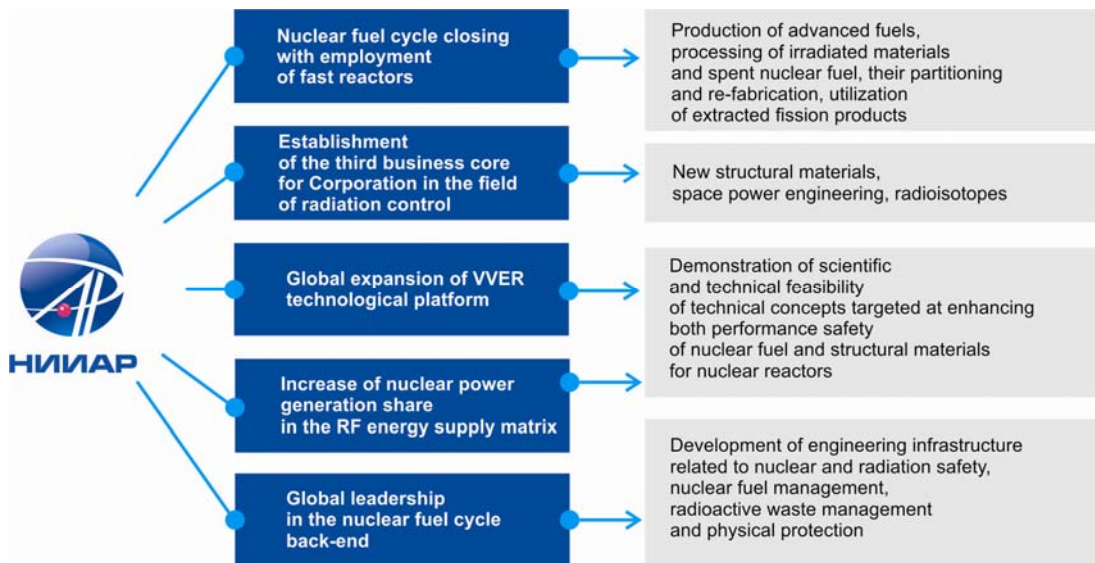 НИИАР
Nuclear fuel cycle closing
with employment
of fast reactors
Production of advanced fuels,
processing of irradiated materials
and spent nuclear fuel, their partitioning
and re-fabrication, utilization
of extracted fission products
Establishment
of the third business core
for Corporation in the field
of radiation control
New structural materials,
space power engineering, radioisotopes
Global expansion of VVER
technological platform
Increase of nuclear power
generation share
in the RF energy supply matrix
Demonstration of scientific
and technical feasibility
of technical concepts targeted at enhancing
both performance safety
of nuclear fuel and structural materials
for nuclear reactors
Global leadership
in the nuclear fuel cycle
back-end
Development of engineering infrastructure
related to nuclear and radiation safety,
nuclear fuel management,
radioactive waste management
and physical protection